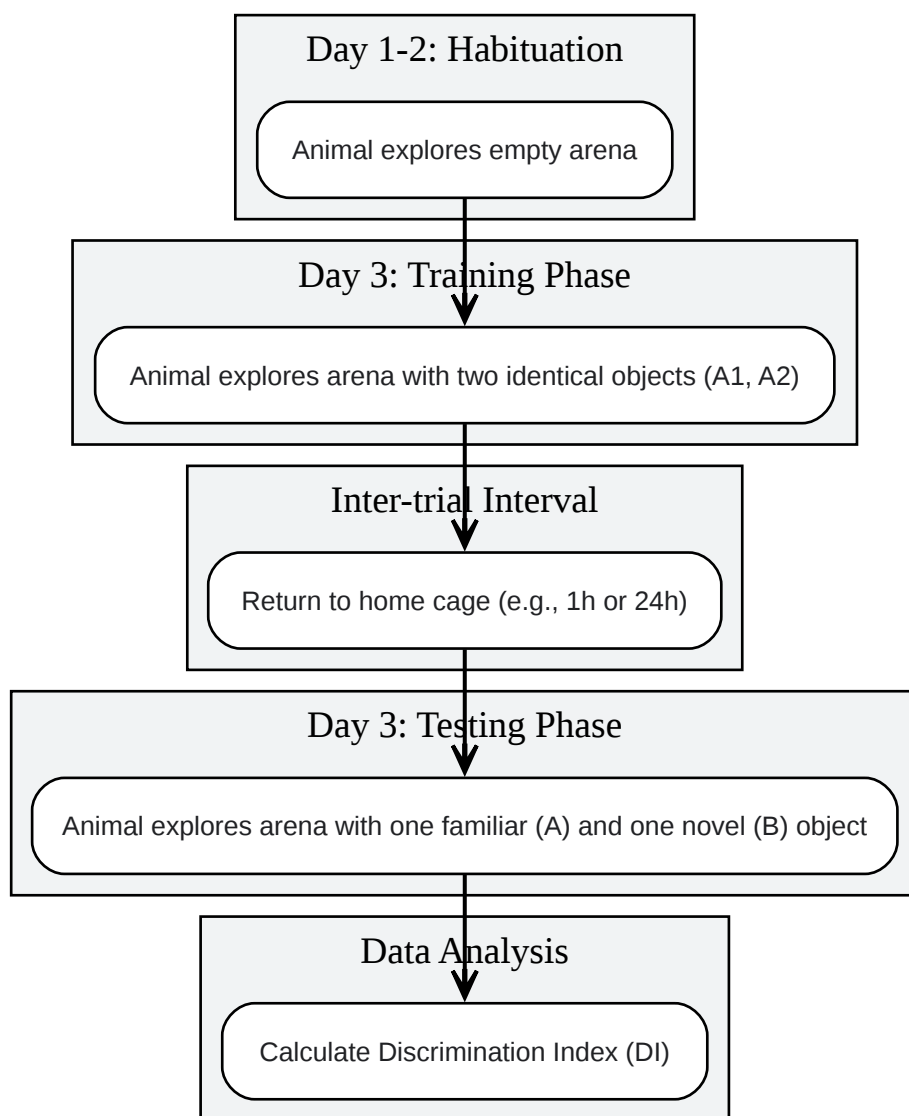 Day 1-2: Habituation
Animal explores empty arena
Day 3: Training Phase
Animal explores arena with two identical objects (A1, A2)
Inter-trial Interval
Return to home cage (e.g., 1h or 24h)
Day 3: Testing Phase
Animal explores arena with one familiar (A) and one novel (B) object
Data Analysis
Calculate Discrimination Index (DI)